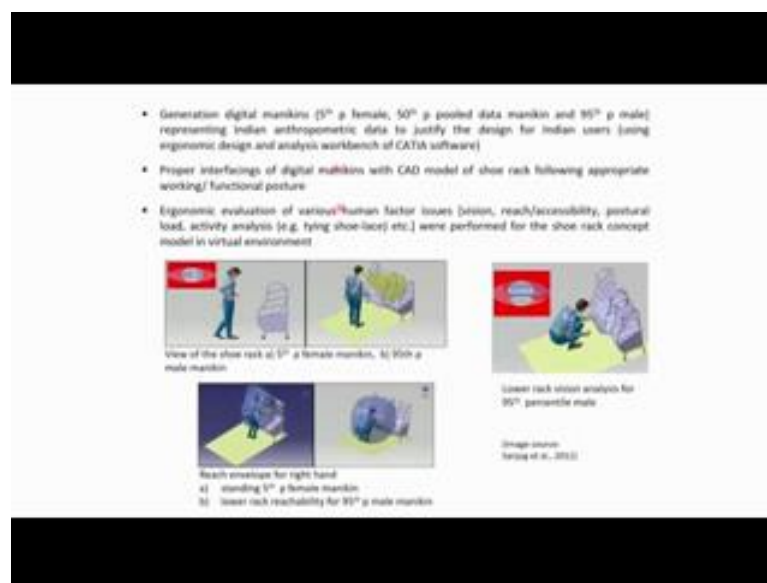 • Generation digital manikins (5th p female, 50th p pooled data manikin and 95th p male)
representing Indian anthropometric data to justify the design for Indian users (using
ergonomic design and analysis workbench of CATIA software)
• Proper interfacings of digital manikins with CAD model of shoe rack following appropriate
working/ functional posture
• Ergonomic evaluation of various human factor issues [vision, reach/accessibility, postural
load, activity analysis (e.g. tying shoe-lace) etc.] were performed for the shoe rack concept
model in virtual environment
View of the shoe rack a) 5th p female manikin, b) 95th p
male manikin
Lower rack vision analysis for
95th percentile male
(Image source:
et al., 2012)
Reach envelope for right hand
a) standing 5th p female manikin
b) lower rack reachability for 95th p male manikin